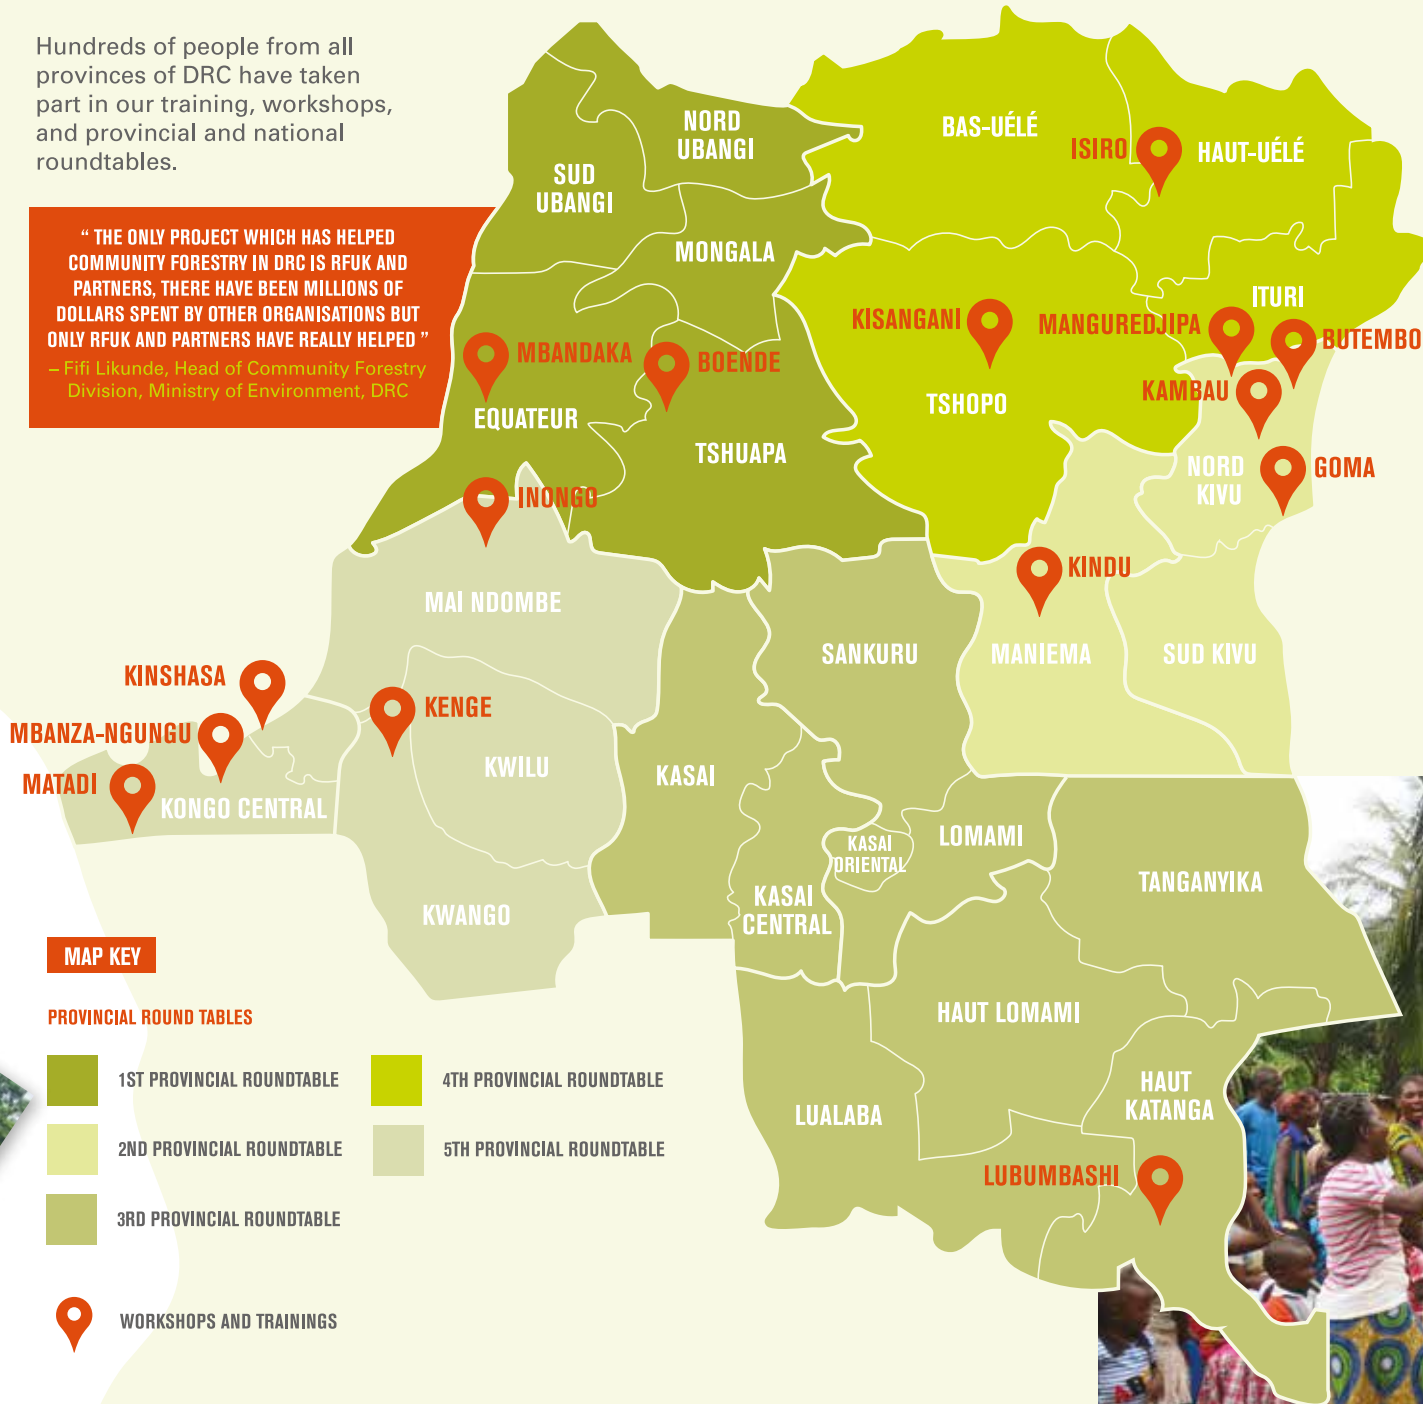 Hundreds of people from all
provinces of DRC have taken
part in our training, workshops,
and provincial and national
roundtables.
“ THE ONLY PROJECT WHICH HAS HELPED
COMMUNITY FORESTRY IN DRC IS RFUK AND
PARTNERS, THERE HAVE BEEN MILLIONS OF
DOLLARS SPENT BY OTHER ORGANISATIONS BUT
ONLY RFUK AND PARTNERS HAVE REALLY HELPED ”
– Fifi Likunde, Head of Community Forestry
Division, Ministry of Environment, DRC
NORD
UBANGI
SUD
UBANGI
MONGALA
BAS-UÉLÉ
ISIRO
HAUT-UÉLÉ
ITURI
KISANGANI
MANGUREDJIPA
BUTEMBO
MBANDAKA
BOENDE
KAMBAU
EQUATEUR
TSHOPO
TSHUAPA
NORD
KIVU
GOMA
INONGO
KINDU
MAI NDOMBE
SANKURU
MANIEMA
SUD KIVU
KINSHASA
KENGE
MBANZA-NGUNGU
KWILU
KASAI
MATADI
KONGO CENTRAL
LOMAMI
KASAI
ORIENTAL
TANGANYIKA
KASAI
CENTRAL
KWANGO
HAUT LOMAMI
HAUT
KATANGA
LUALABA
LUBUMBASHI
MAP KEY
PROVINCIAL ROUND TABLES
1ST PROVINCIAL ROUNDTABLE
2ND PROVINCIAL ROUNDTABLE
3RD PROVINCIAL ROUNDTABLE
4TH PROVINCIAL ROUNDTABLE
5TH PROVINCIAL ROUNDTABLE
WORKSHOPS AND TRAININGS